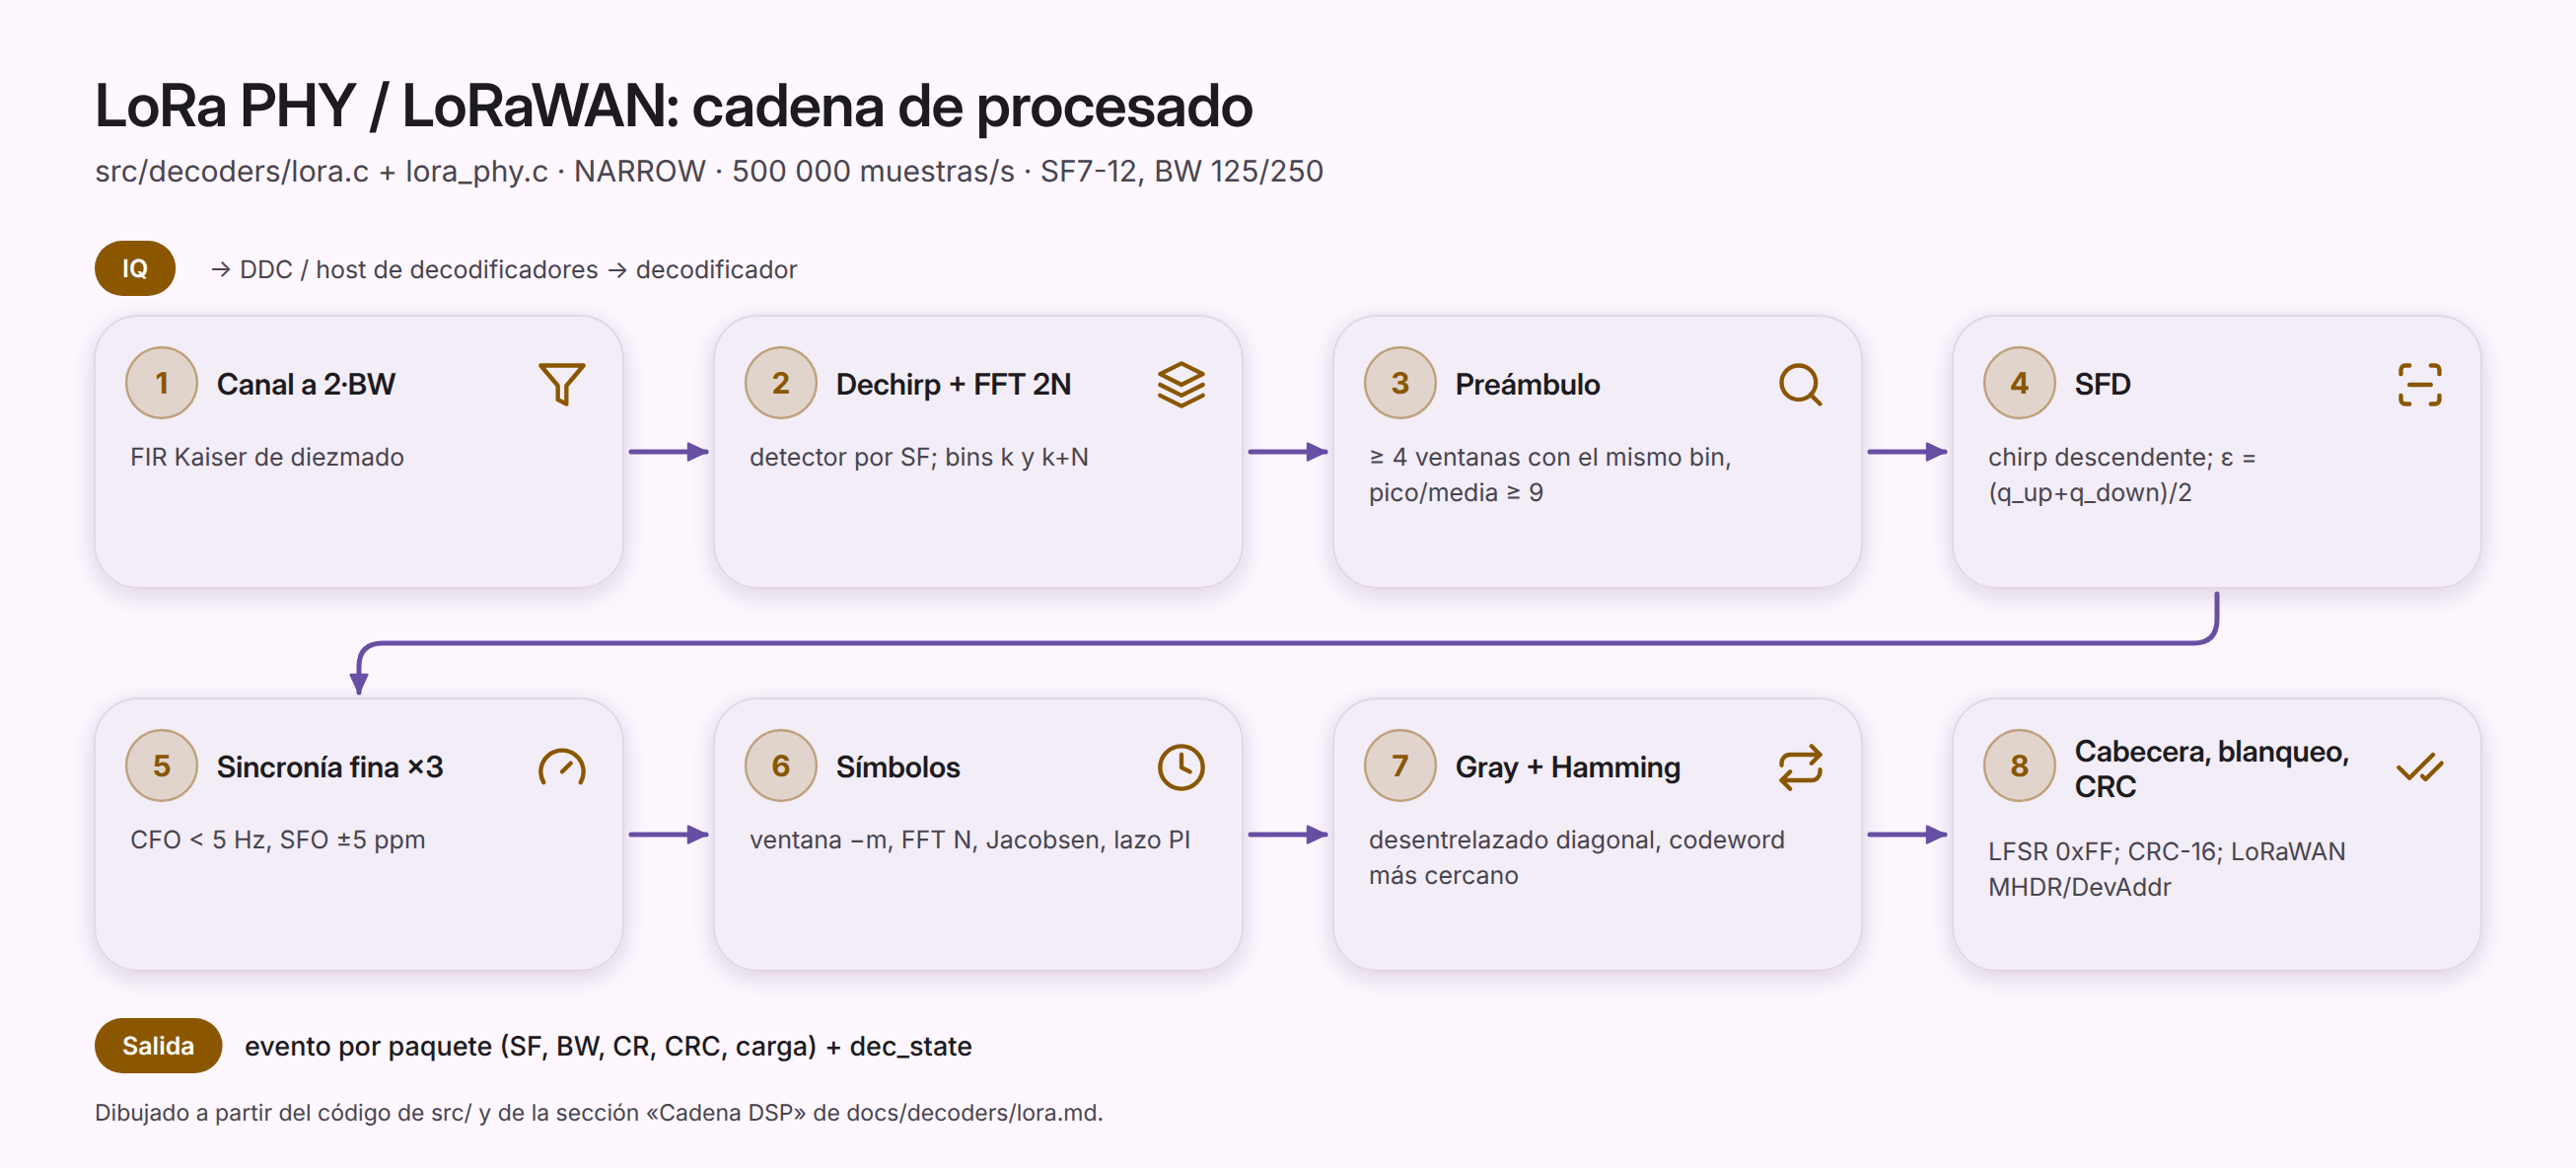 LoRa PHY / LoRaWAN: cadena de procesado
src/decoders/lora.c + lora_phy.c · NARROW · 500 000 muestras/s · SF7-12, BW 125/250
IQ → DDC / host de decodificadores → decodificador
1 Canal a 2·BW
FIR Kaiser de diezmado
2 Dechirp + FFT 2N
detector por SF; bins k y k+N
3 Preámbulo
≥ 4 ventanas con el mismo bin,
pico/media ≥ 9
4 SFD
chirp descendente; ε =
(q_up+q_down)/2
5 Sincronía fina ×3
CFO < 5 Hz, SFO ±5 ppm
6 Símbolos
ventana −m, FFT N, Jacobsen, lazo PI
7 Gray + Hamming
desentrelazado diagonal, codeword
más cercano
8 Cabecera, blanqueo,
CRC
LFSR 0xFF; CRC-16; LoRaWAN
MHDR/DevAddr
Salida evento por paquete (SF, BW, CR, CRC, carga) + dec_state
Dibujado a partir del código de src/ y de la sección «Cadena DSP» de docs/decoders/lora.md.